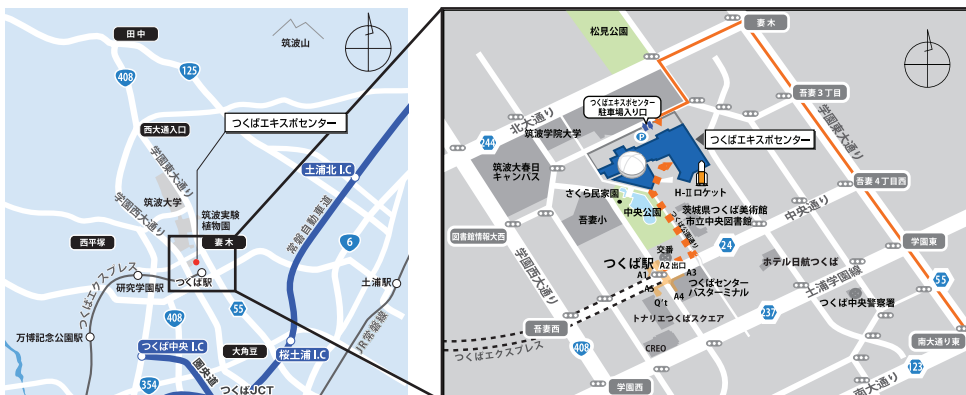 田中
筑波山
408
125
西大通入口
つくばエキスポセンター
土浦北 I.C
学園東大通り
学園西大通り
筑波大学
筑波実験
植物園
常磐自動車道
西平塚
妻木
6
つくば駅
研究学園駅
つくばエクスプレス
55
土浦駅
408
万博記念公園駅
つくば中央 I.C
大角豆
桜土浦 I.C
JR常磐線
圏央道
354
つくばJCT
妻木
松見公園
つくばエキスポセンター
駐車場入り口
吾妻3丁目
北大通り
学園東大通り
筑波学院大学
P
244
つくばエキスポセンター
筑波大春日
キャンパス
H-Ⅱロケット
吾妻4丁目西
さくら民家園
中央公園
茨城県つくば美術館
市立中央図書館
中央通り
吾妻小
つくば公園通り
図書館情報大西
24
学園東
交番
学園西大通り
つくば駅
A2 出口
ホテル日航つくば
A1
A3
つくばセンター
バスターミナル
土浦学園線
55
A5
A4
つくば中央警察署
Q't
237
トナリエつくばスクエア
吾妻西
つくばエクスプレス
408
CREO
南大通り東
123
学園西
南大通り